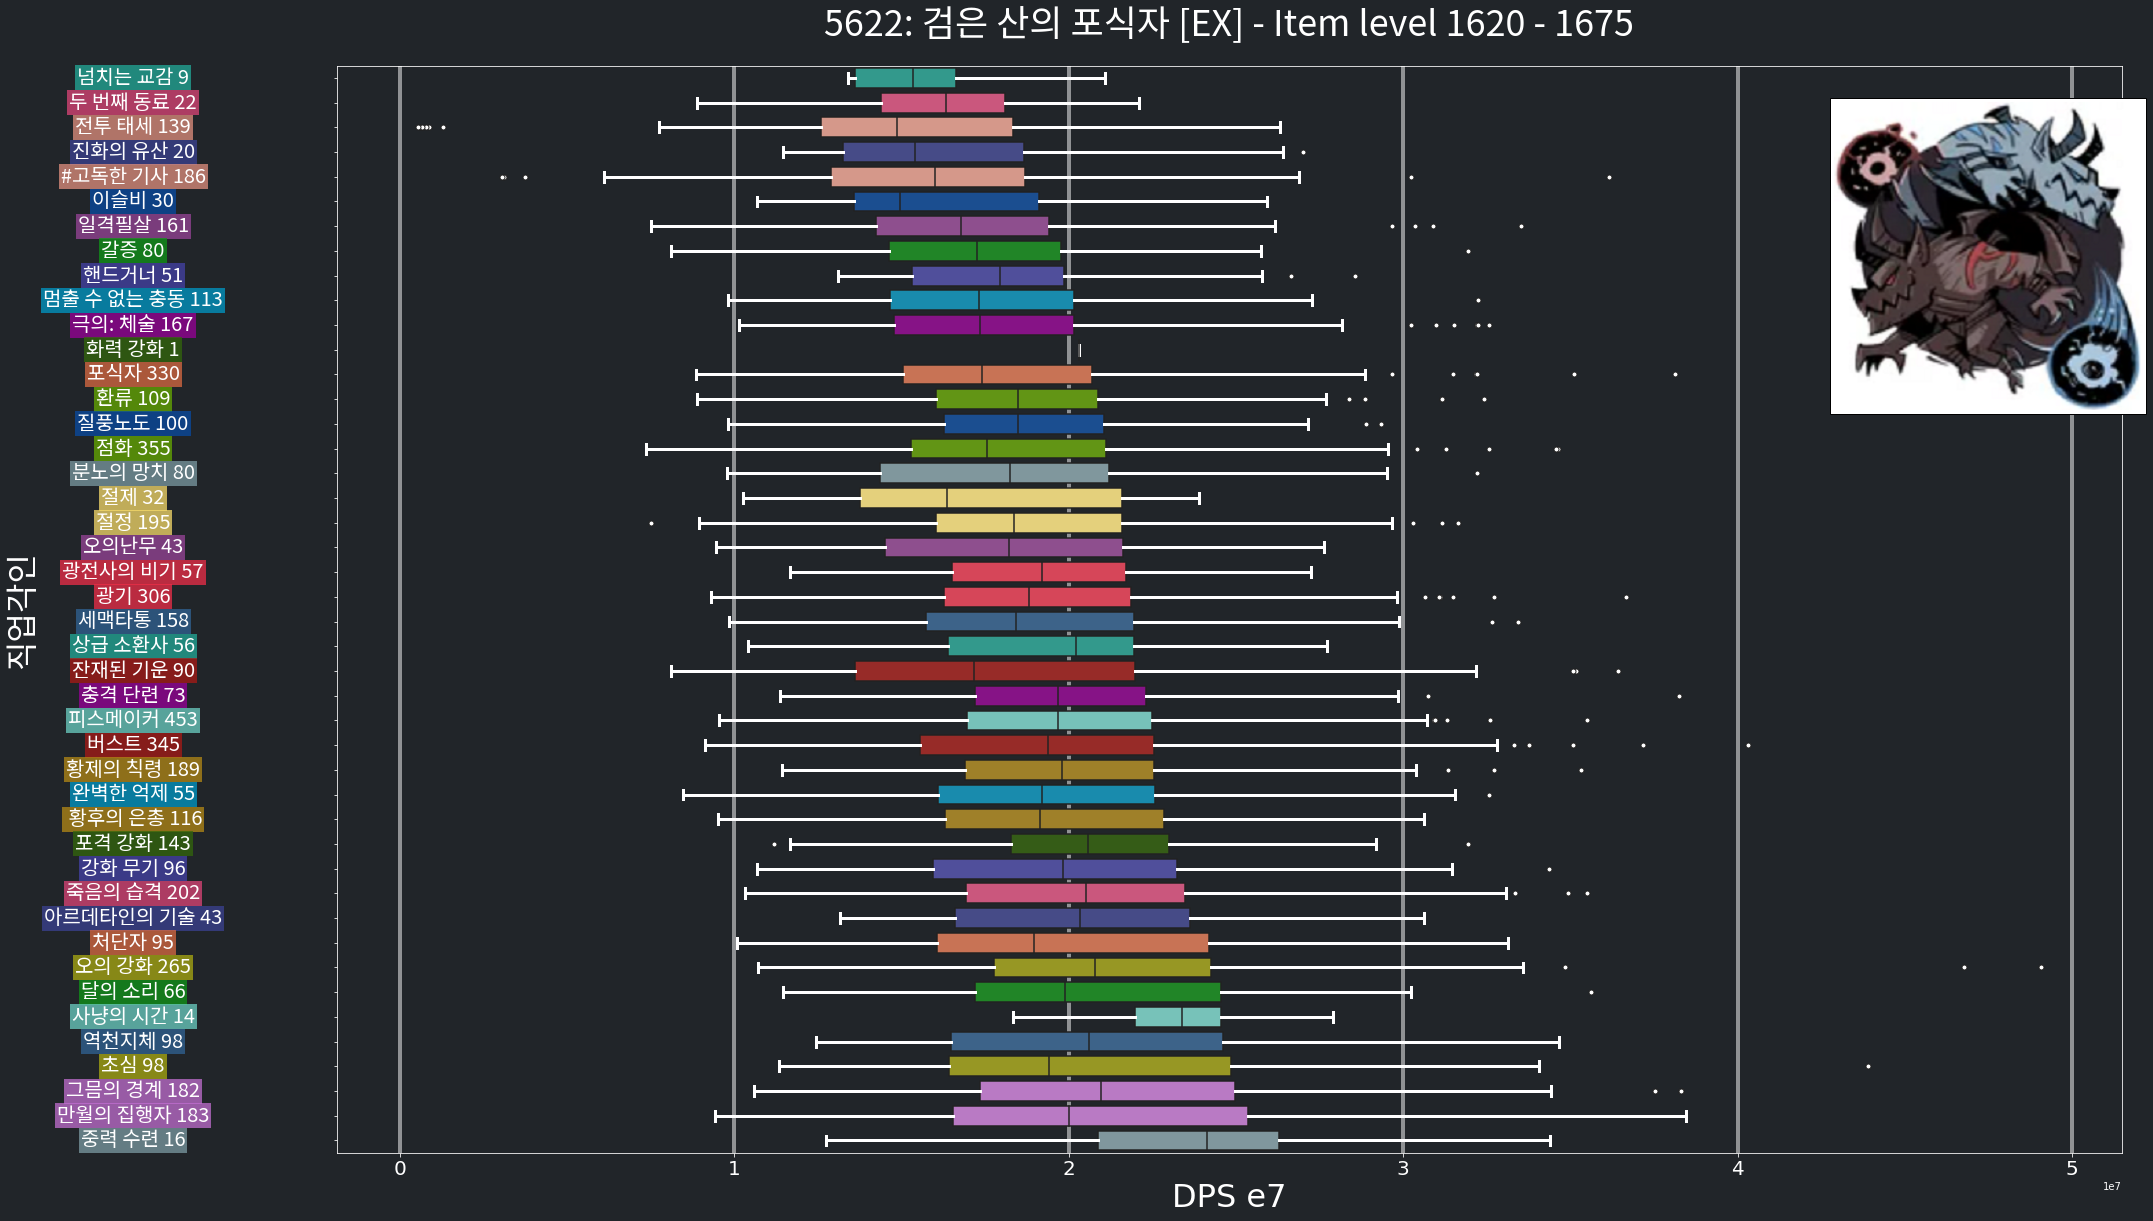 5622: 검은 산의 포식자 [EX] - Item level 1620 - 1675
넘치는 교감 9
두 번째 동료 22
전투 태세 139
진화의 유산 20
#고독한 기사 186
이슬비 30
일격필살 161
갈증 80
핸드거너 51
멈출 수 없는 충동 113
극의: 체술 167
화력 강화 1
포식자 330
환류 109
질풍노도 100
점화 355
분노의 망치 80
절제 32
절정 195
오의난무 43
광전사의 비기 57
광기 306
세맥타통 158
상급 소환사 56
잔재된 기운 90
충격 단련 73
피스메이커 453
버스트 345
황제의 칙령 189
완벽한 억제 55
황후의 은총 116
포격 강화 143
강화 무기 96
죽음의 습격 202
아르데타인의 기술 43
처단자 95
오의 강화 265
달의 소리 66
사냥의 시간 14
역천지체 98
초심 98
그믐의 경계 182
만월의 집행자 183
중력 수련 16
직업각인
0 1 2 3 4 5
1e7
DPS e7